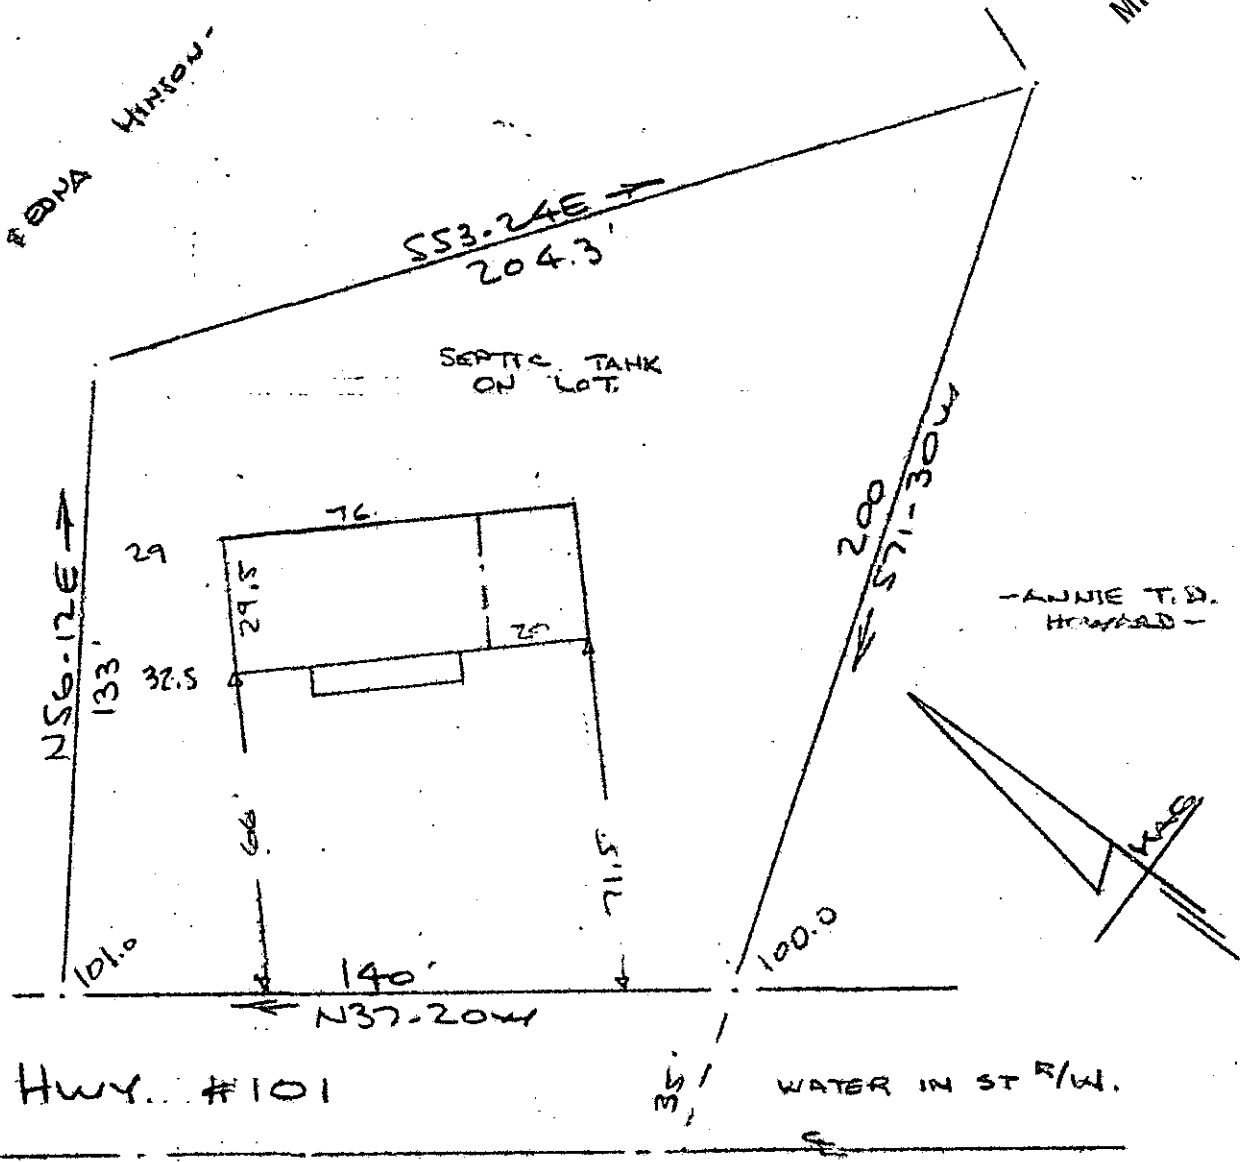 M
HINSON-
& EDNA
S53.24E →
204.3'
SEPTIC TANK
ON LOT.
76.
29
29.5
20
32.5
N56.12E →
133'
200
← S71-30W
-ANNIE T.D.
HOWARD-
66'
71.5
101.0
100.0
140'
← N37.20W
HWY. #101
35'
WATER IN ST R/W.
℄